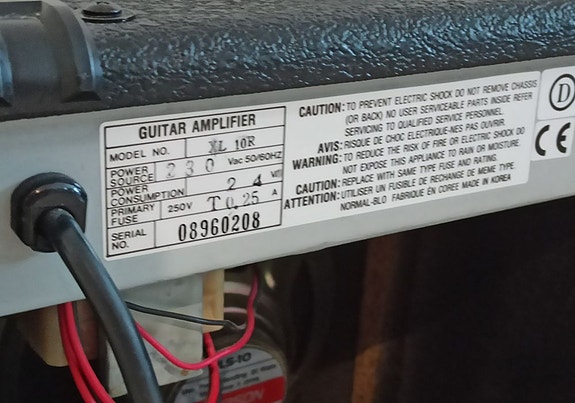 GUITAR AMPLIFIER
MODEL NO. XL 10R
POWER SOURCE 230 Vac 50/60HZ
POWER CONSUMPTION 24
PRIMARY FUSE 250V T0.25 A
SERIAL NO. 08960208
CAUTION: TO PREVENT ELECTRIC SHOCK DO NOT REMOVE CHASSIS
(OR BACK) NO USER SERVICEABLE PARTS INSIDE REFER
SERVICING TO QUALIFIED SERVICE PERSONNEL.
AVIS: RISQUE DE CHOC ELECTRIQUE-NES PAS OUVRIR.
WARNING: TO REDUCE THE RISK OF FIRE OR ELECTRIC SHOCK DO
NOT EXPOSE THIS APPLIANCE TO RAIN OR MOISTURE
CAUTION: REPLACE WITH SAME TYPE FUSE AND RATING.
ATTENTION: UTILISER UN FUSIBLE DE RECHANGE DE MEME TYPE.
NORMAL-BLO FABRIQUE EN COREE MADE IN KOREA
D
CE